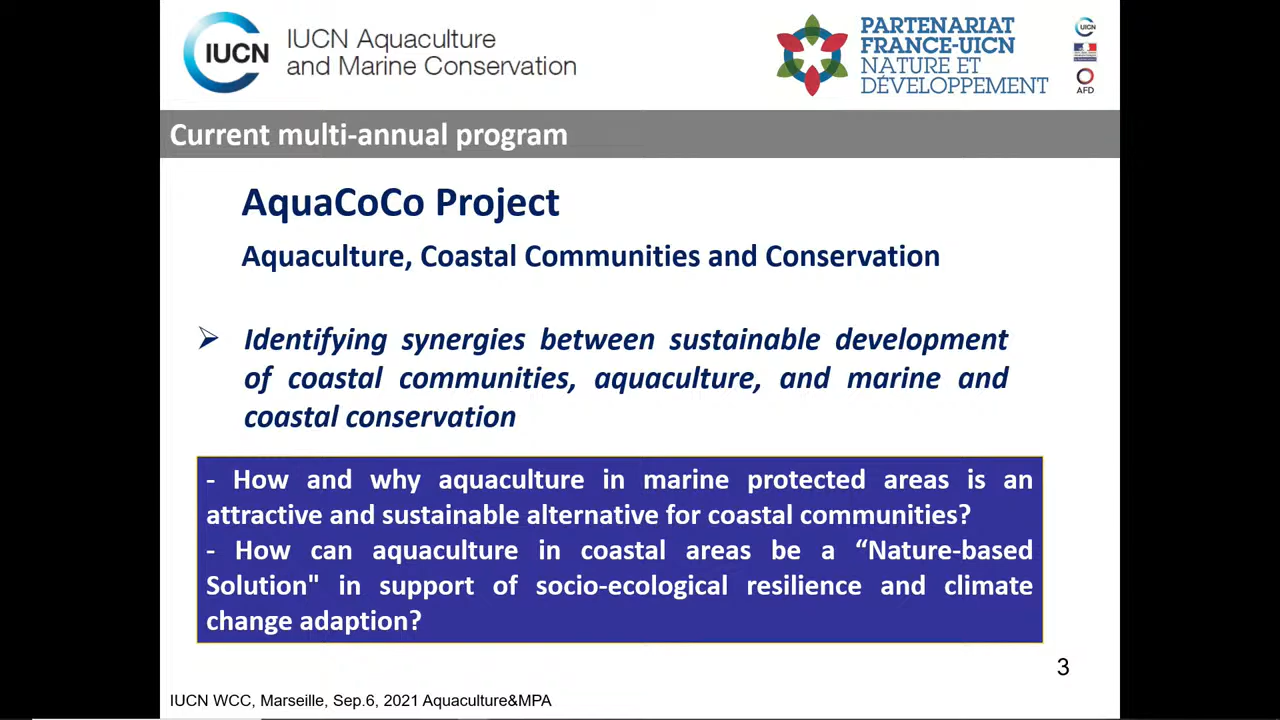 IUCN
IUCN Aquaculture
and Marine Conservation
PARTENARIAT
FRANCE-UICN
NATURE ET
DÉVELOPPEMENT
UICN
AFD
Current multi-annual program
AquaCoCo Project
Aquaculture, Coastal Communities and Conservation
Identifying synergies between sustainable development
of coastal communities, aquaculture, and marine and
coastal conservation
- How and why aquaculture in marine protected areas is an
attractive and sustainable alternative for coastal communities?
- How can aquaculture in coastal areas be a “Nature-based
Solution" in support of socio-ecological resilience and climate
change adaption?
3
IUCN WCC, Marseille, Sep.6, 2021 Aquaculture&MPA